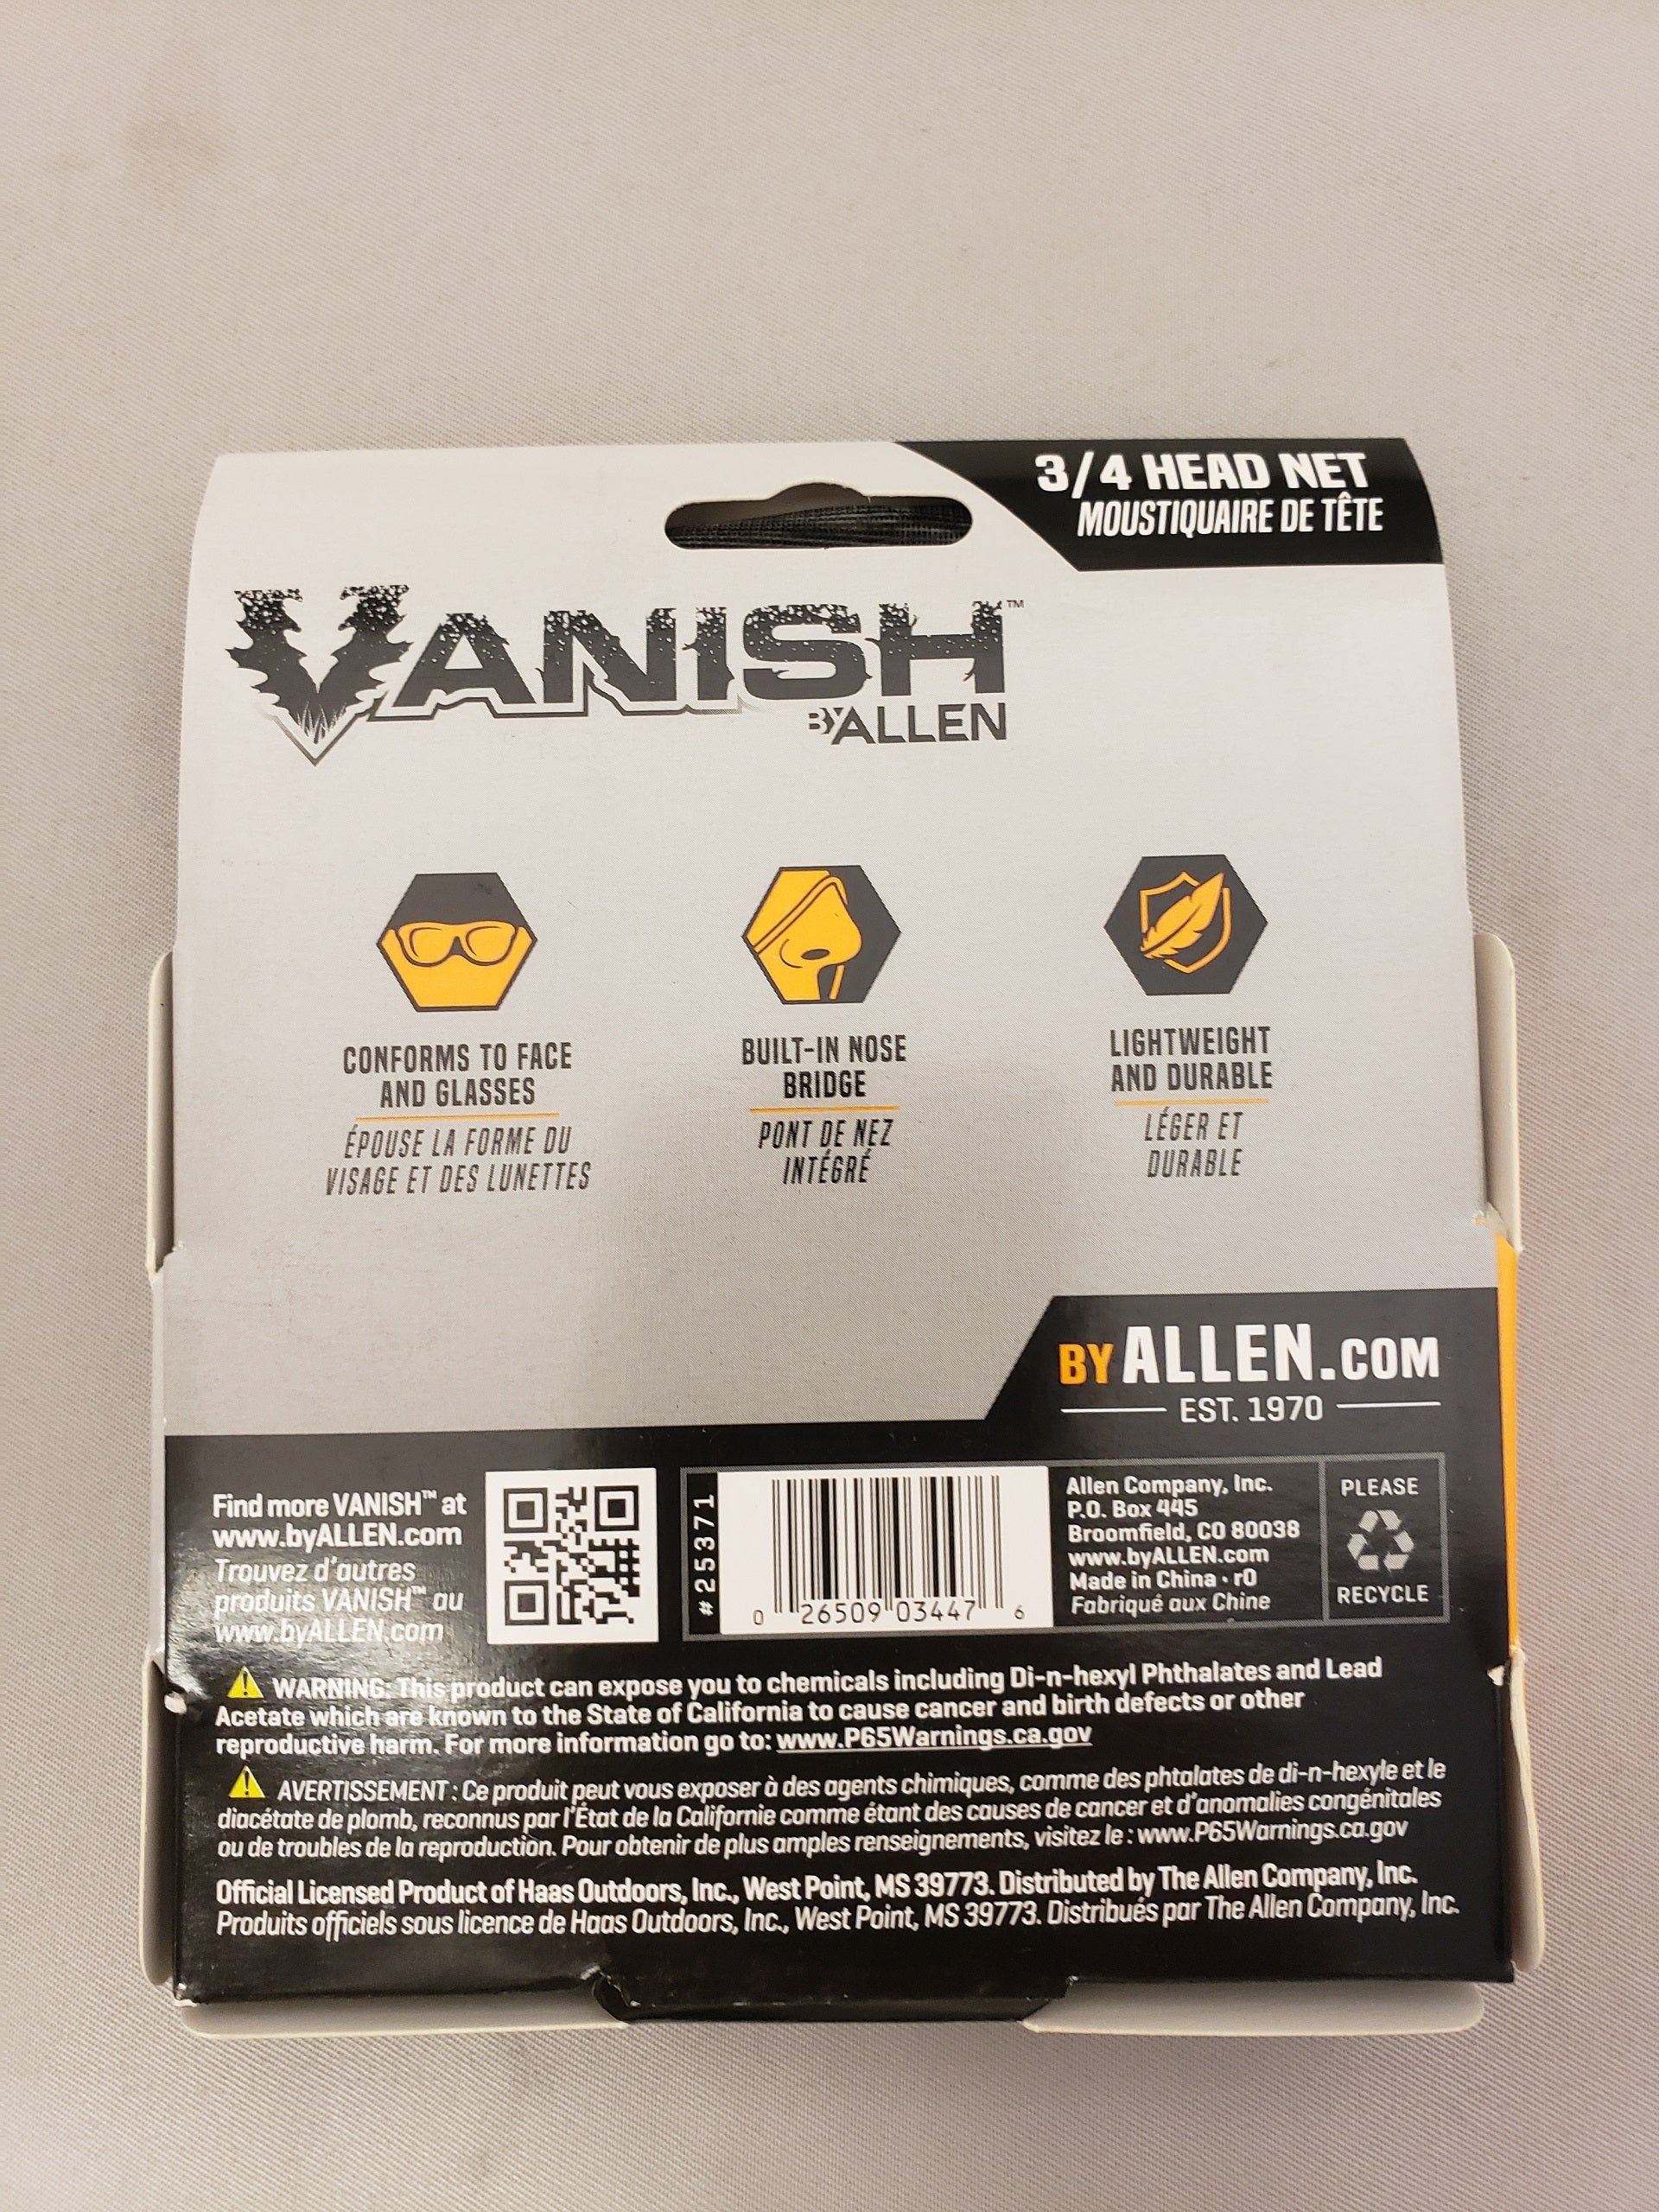 3/4 HEAD NET
MOUSTIQUAIRE DE TÊTE
VANISH™
BY ALLEN
CONFORMS TO FACE
AND GLASSES
ÉPOUSE LA FORME DU
VISAGE ET DES LUNETTES
BUILT-IN NOSE
BRIDGE
PONT DE NEZ
INTÉGRÉ
LIGHTWEIGHT
AND DURABLE
LÉGER ET
DURABLE
BY ALLEN.COM
EST. 1970
Find more VANISH™ at
www.byALLEN.com
Trouvez d'autres
produits VANISH™ au
www.byALLEN.com
#25371
0 26509 03447 6
Allen Company, Inc.
P.O. Box 445
Broomfield, CO 80038
www.byALLEN.com
Made in China · r0
Fabriqué aux Chine
PLEASE
RECYCLE
WARNING: This product can expose you to chemicals including Di-n-hexyl Phthalates and Lead
Acetate which are known to the State of California to cause cancer and birth defects or other
reproductive harm. For more information go to: www.P65Warnings.ca.gov
AVERTISSEMENT : Ce produit peut vous exposer à des agents chimiques, comme des phtalates de di-n-hexyle et le
diacétate de plomb, reconnus par l'État de la Californie comme étant des causes de cancer et d'anomalies congénitales
ou de troubles de la reproduction. Pour obtenir de plus amples renseignements, visitez le : www.P65Warnings.ca.gov
Official Licensed Product of Haas Outdoors, Inc., West Point, MS 39773. Distributed by The Allen Company, Inc.
Produits officiels sous licence de Haas Outdoors, Inc., West Point, MS 39773. Distribués par The Allen Company, Inc.